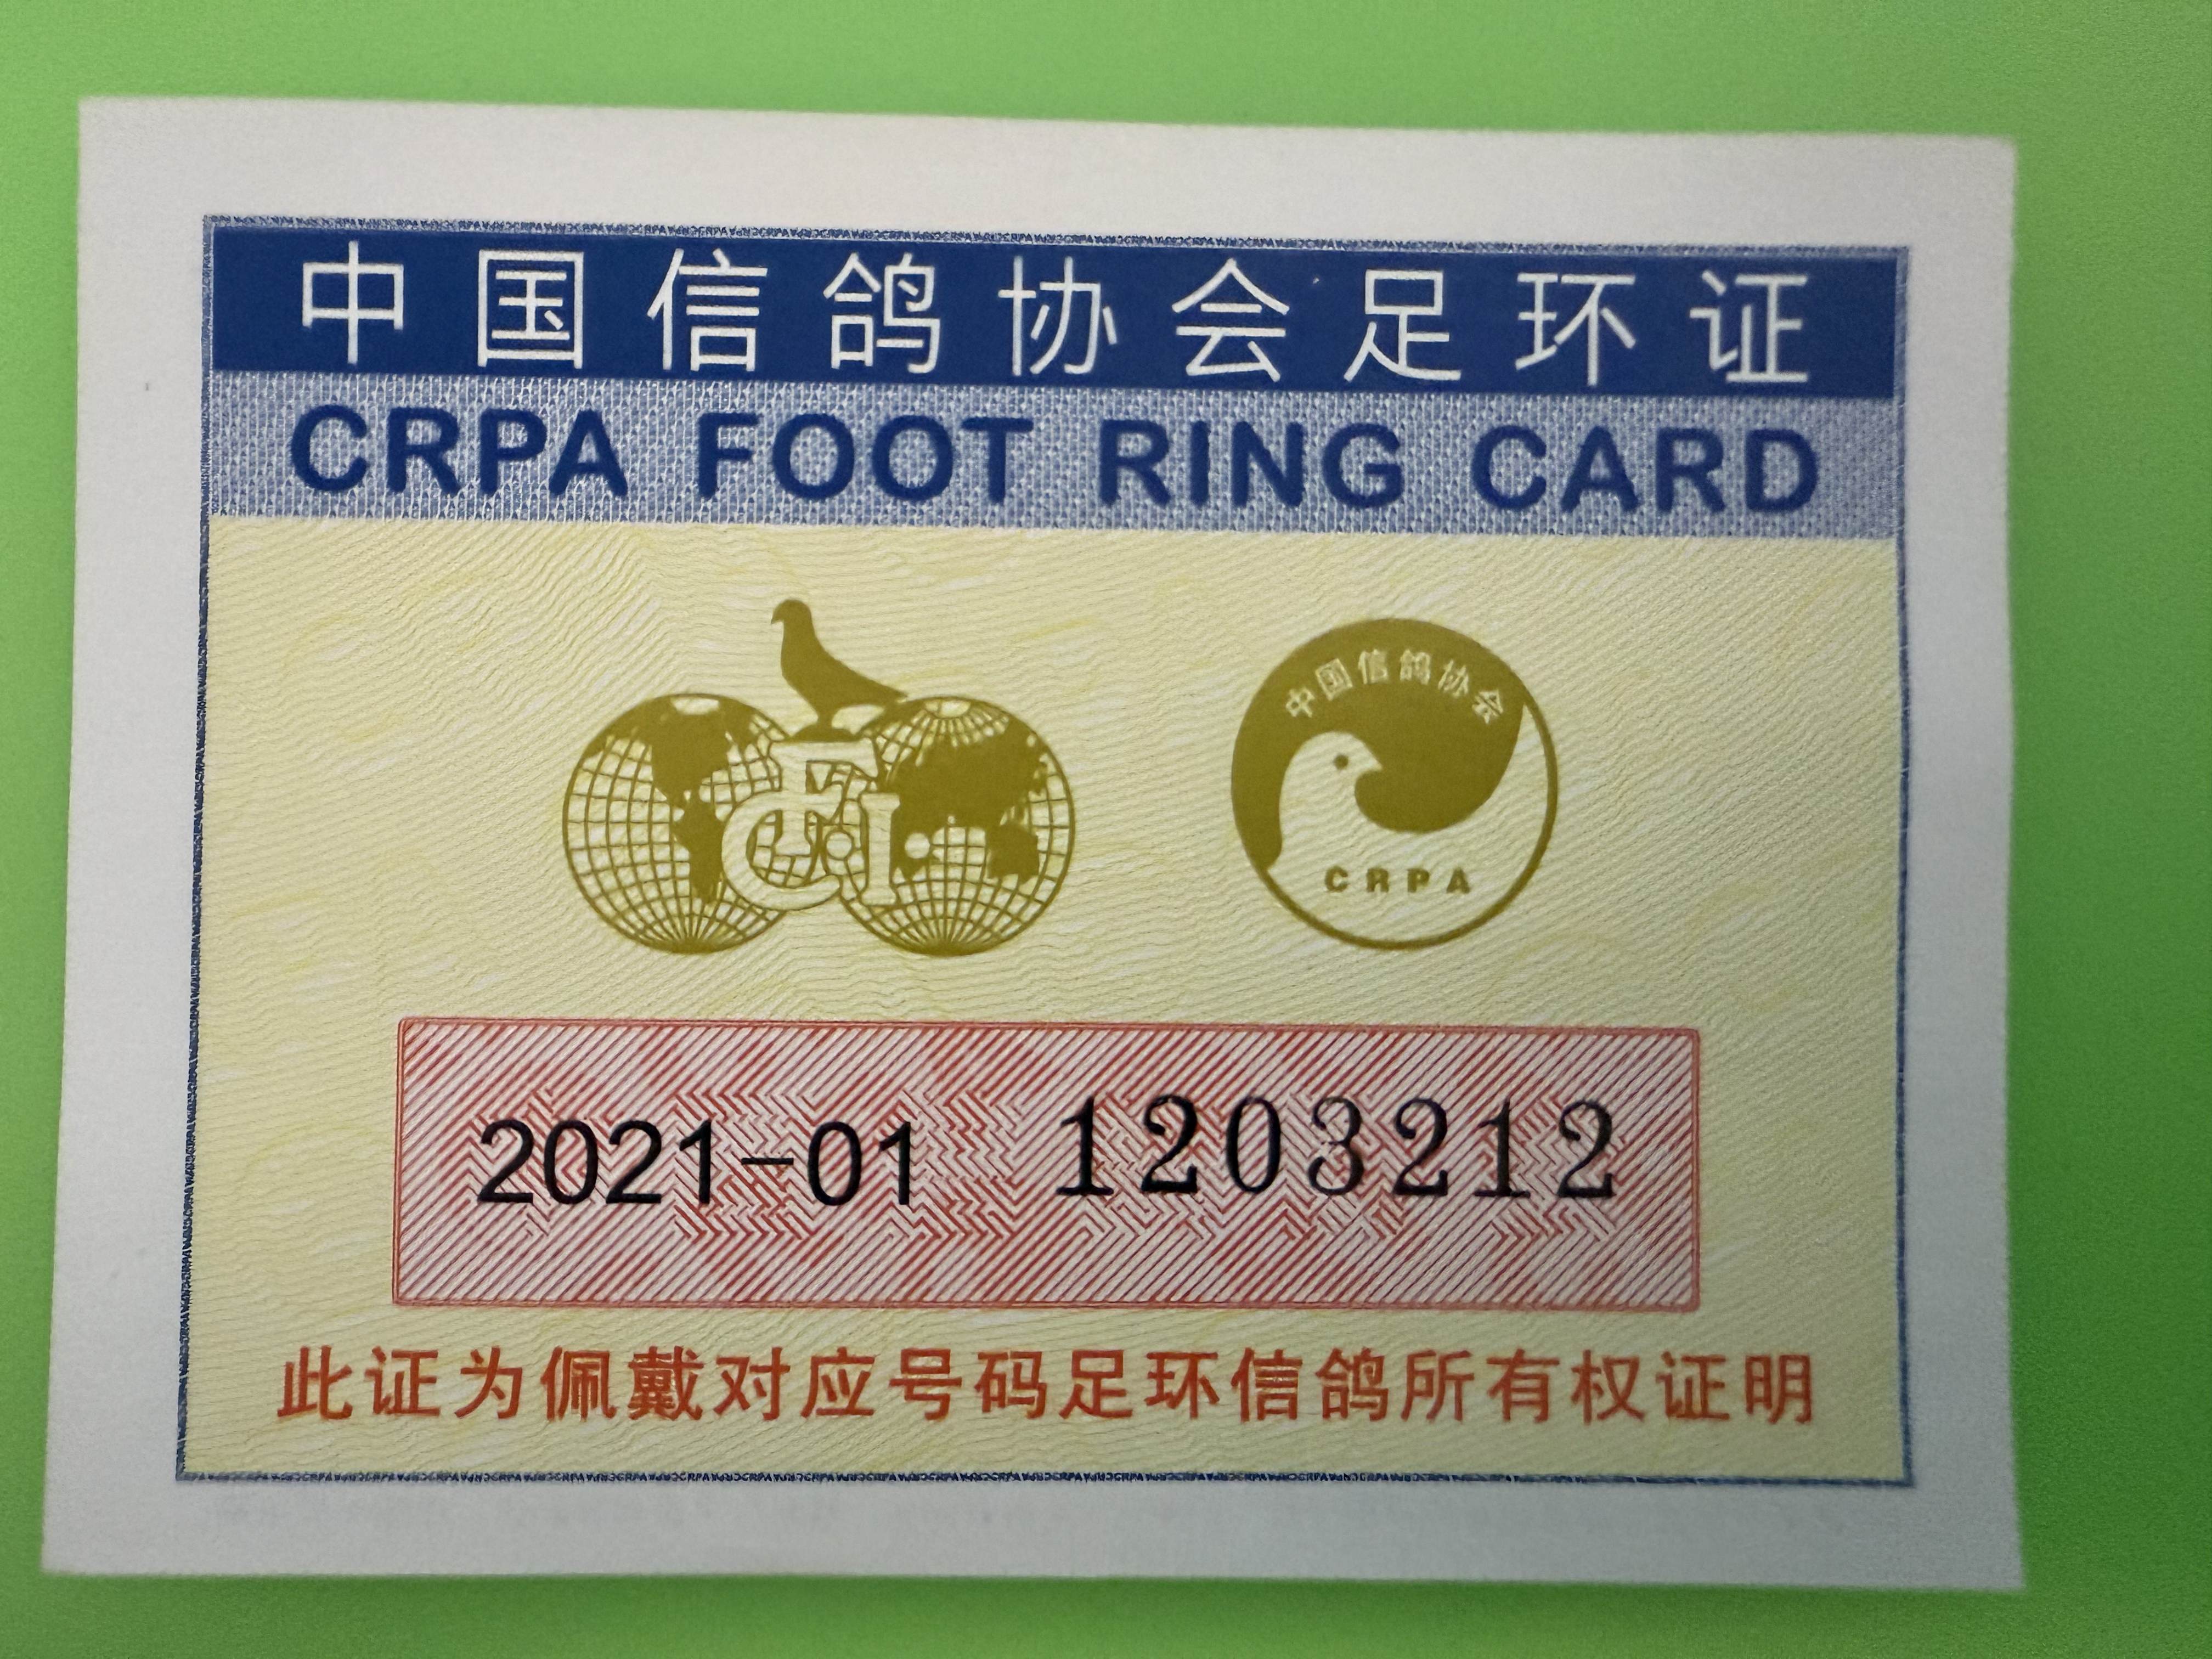 中国信鸽协会足环证
CRPA FOOT RING CARD
FCI
中国信鸽协会
CRPA
2021-01 1203212
此证为佩戴对应号码足环信鸽所有权证明